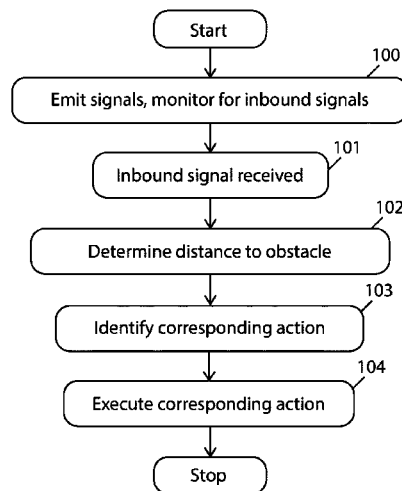 Start
100
Emit signals, monitor for inbound signals
101
Inbound signal received
102
Determine distance to obstacle
103
Identify corresponding action
104
Execute corresponding action
Stop